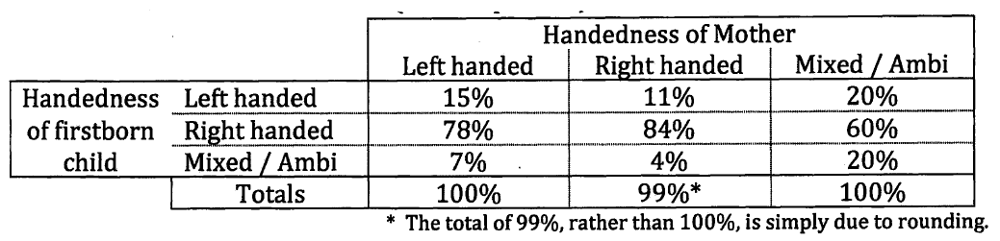 Handedness of Mother
Left handed Right handed Mixed / Ambi
Handedness Left handed 15% 11% 20%
of firstborn Right handed 78% 84% 60%
child Mixed / Ambi 7% 4% 20%
Totals 100% 99%* 100%
* The total of 99%, rather than 100%, is simply due to rounding.